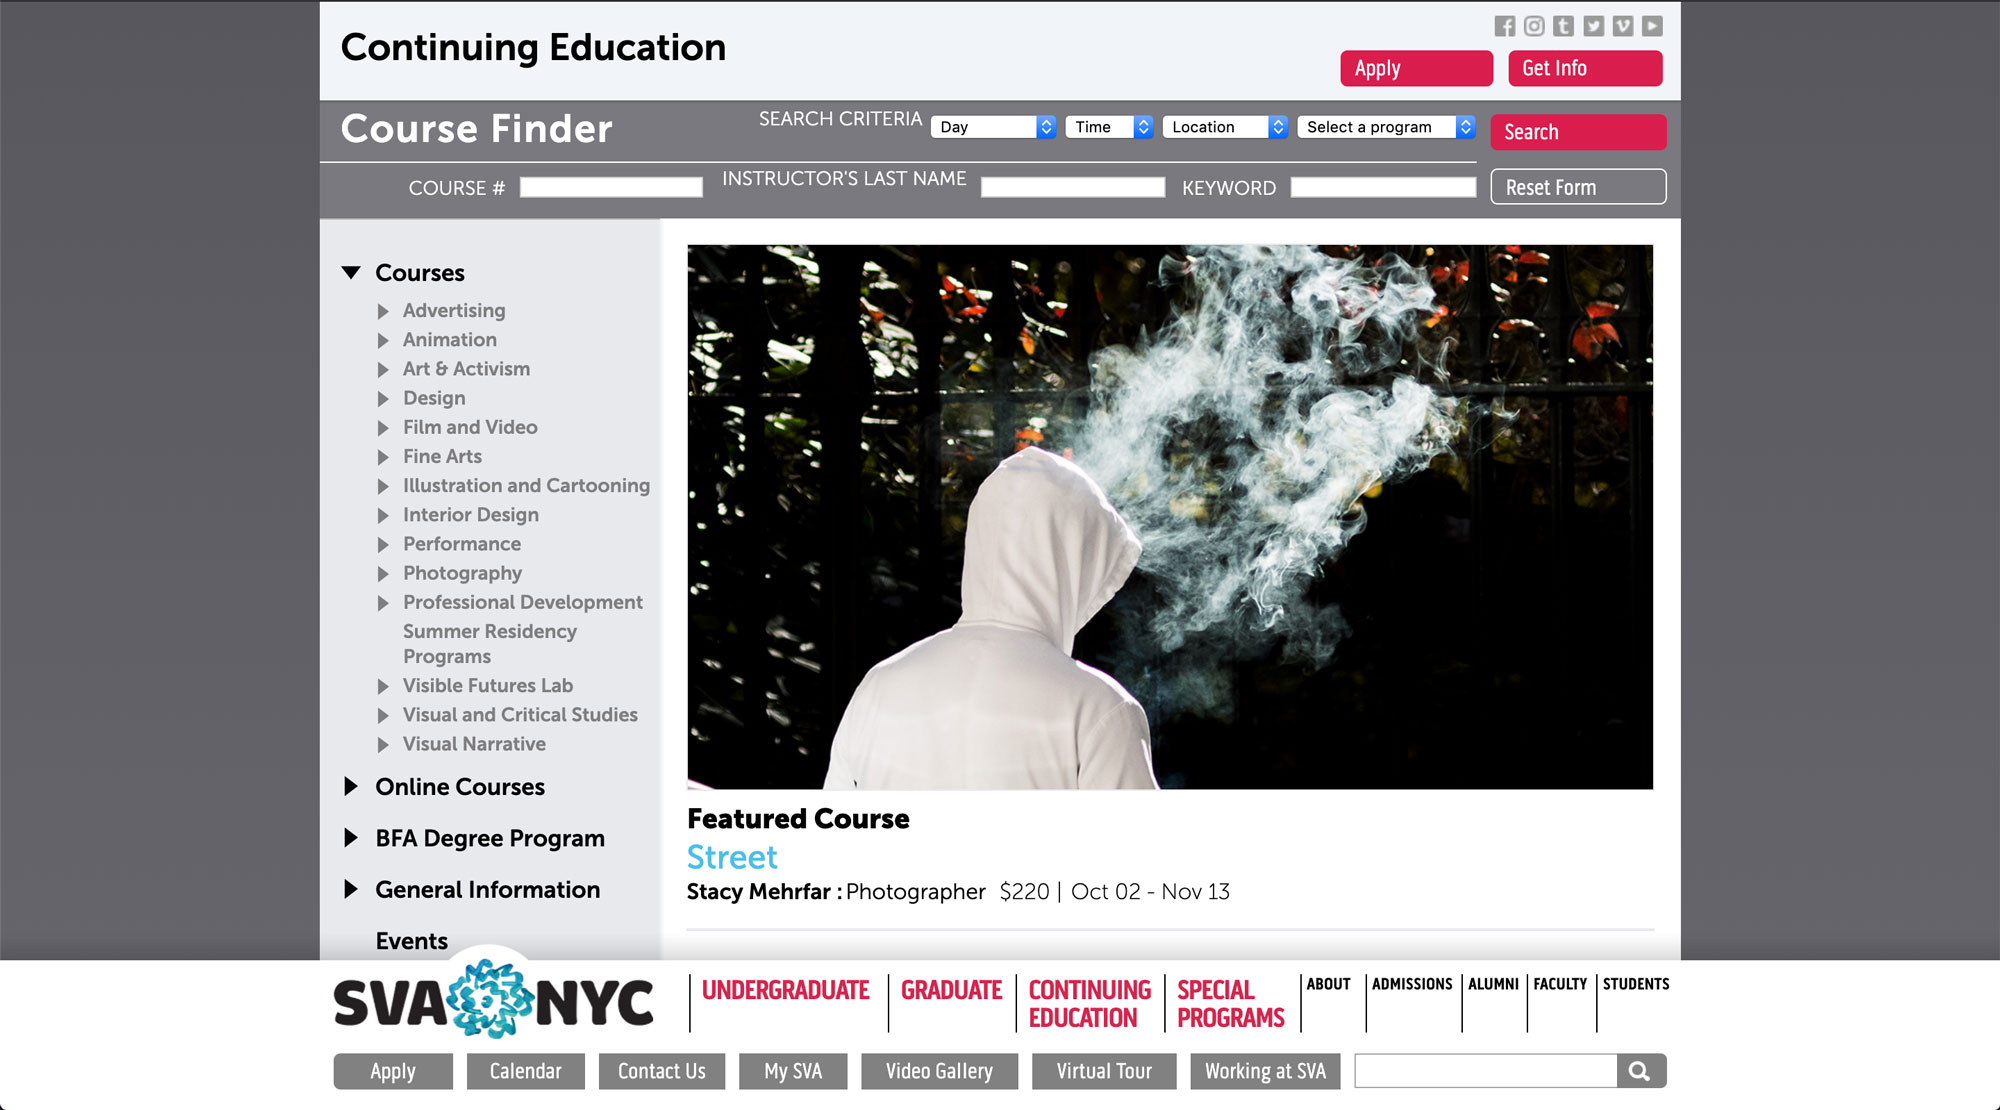 Continuing Education
Apply
Get Info
Course Finder
SEARCH CRITERIA
Day
Time
Location
Select a program
Search
COURSE #
INSTRUCTOR'S LAST NAME
KEYWORD
Reset Form
Courses
Advertising
Animation
Art & Activism
Design
Film and Video
Fine Arts
Illustration and Cartooning
Interior Design
Performance
Photography
Professional Development
Summer Residency
Programs
Visible Futures Lab
Visual and Critical Studies
Visual Narrative
Online Courses
BFA Degree Program
General Information
Events
Featured Course
Street
Stacy Mehrfar : Photographer $220 | Oct 02 - Nov 13
SVA NYC
UNDERGRADUATE
GRADUATE
CONTINUING
EDUCATION
SPECIAL
PROGRAMS
ABOUT
ADMISSIONS
ALUMNI
FACULTY
STUDENTS
Apply
Calendar
Contact Us
My SVA
Video Gallery
Virtual Tour
Working at SVA